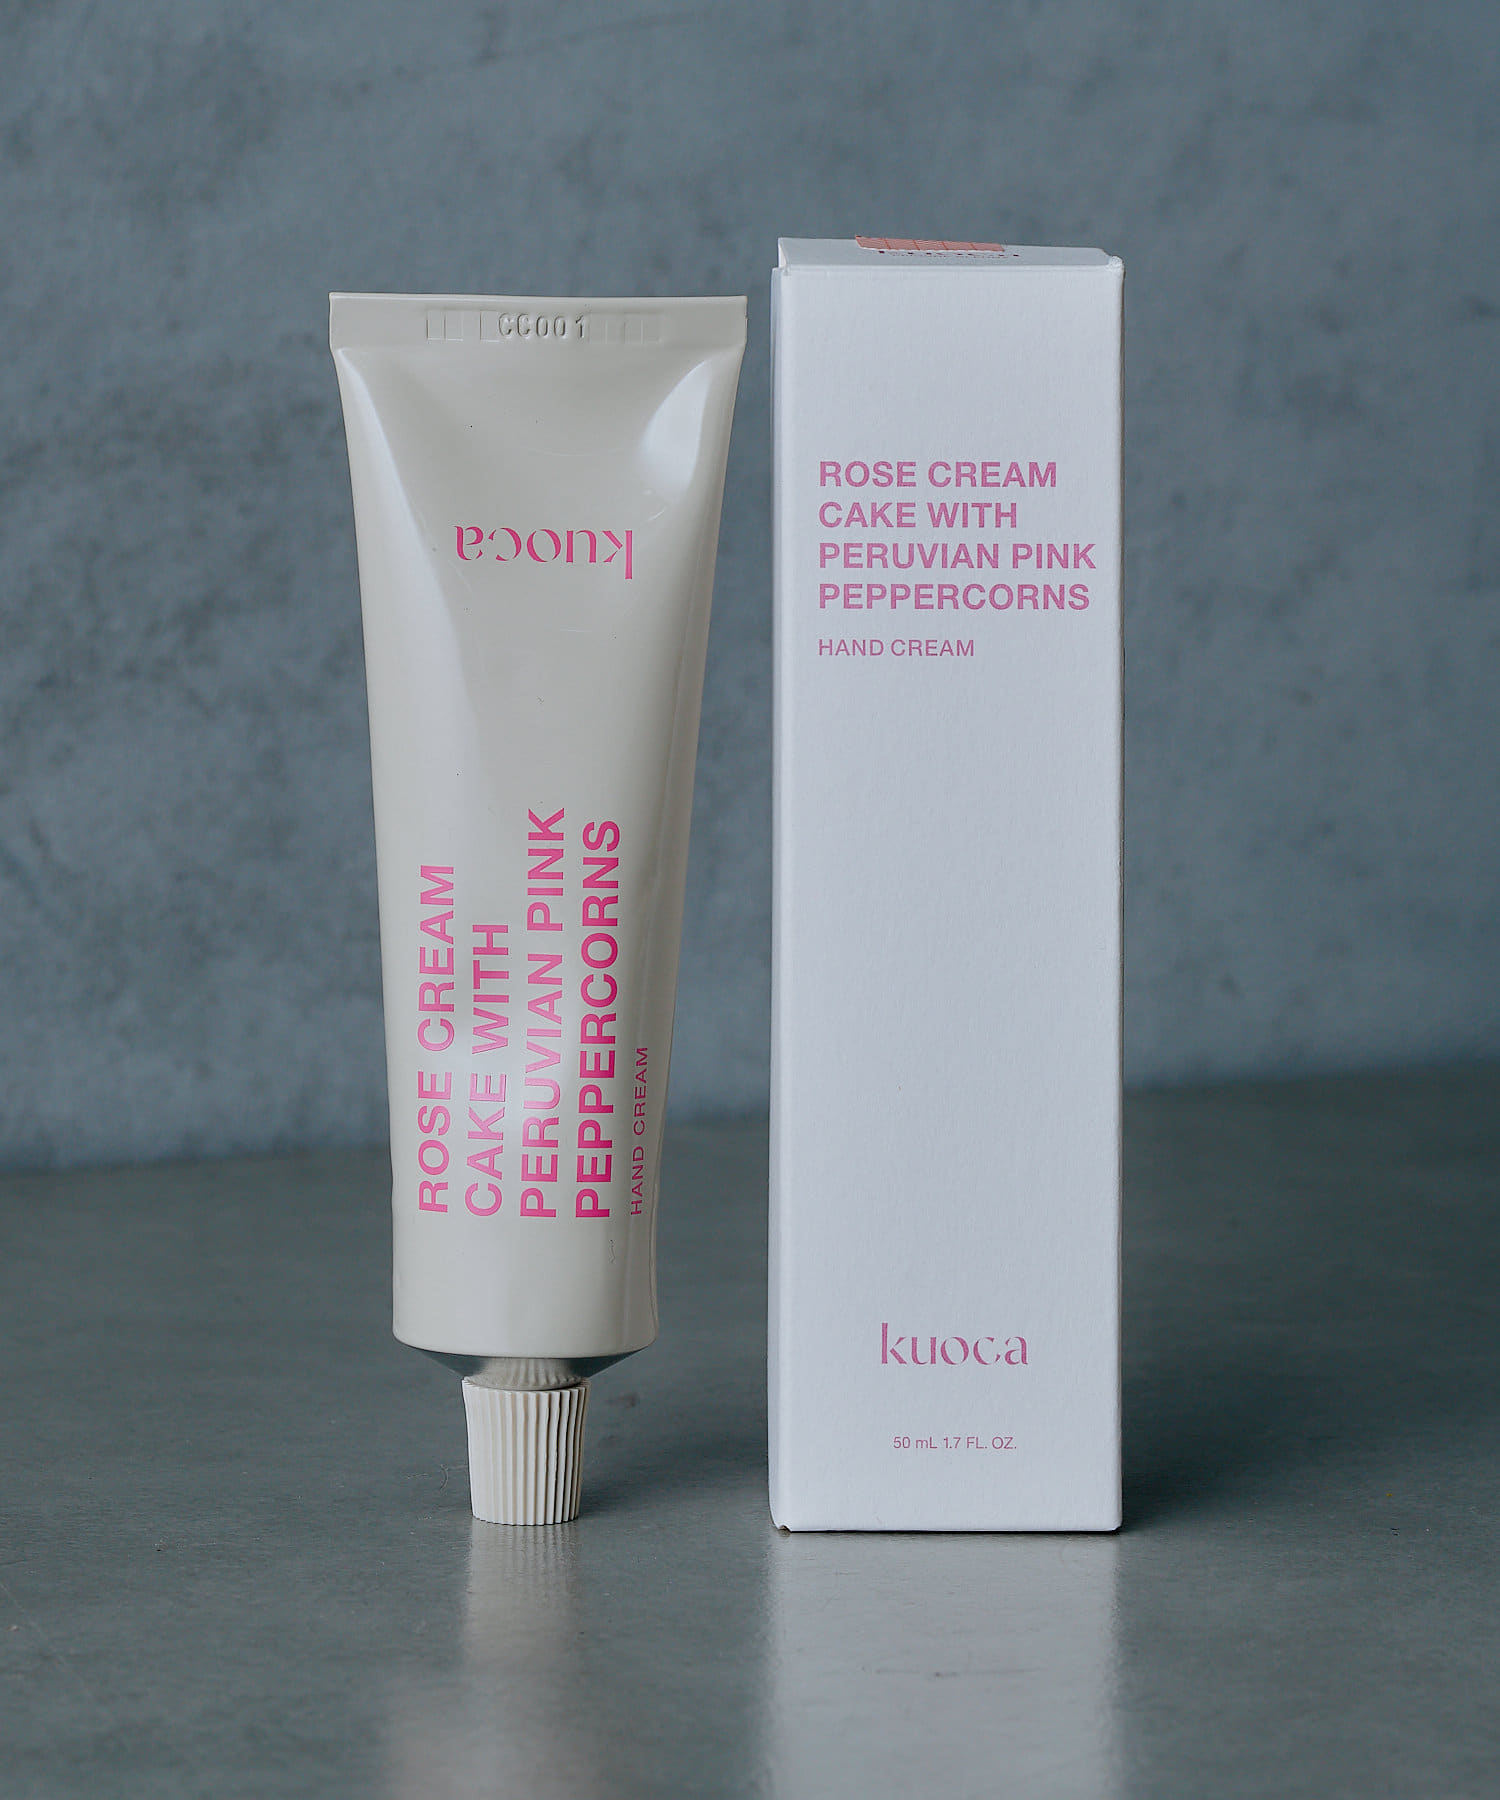 CC001
kuoca
ROSE CREAM
CAKE WITH
PERUVIAN PINK
PEPPERCORNS
HAND CREAM
ROSE CREAM
CAKE WITH
PERUVIAN PINK
PEPPERCORNS
HAND CREAM
kuoca
50 mL 1.7 FL. OZ.